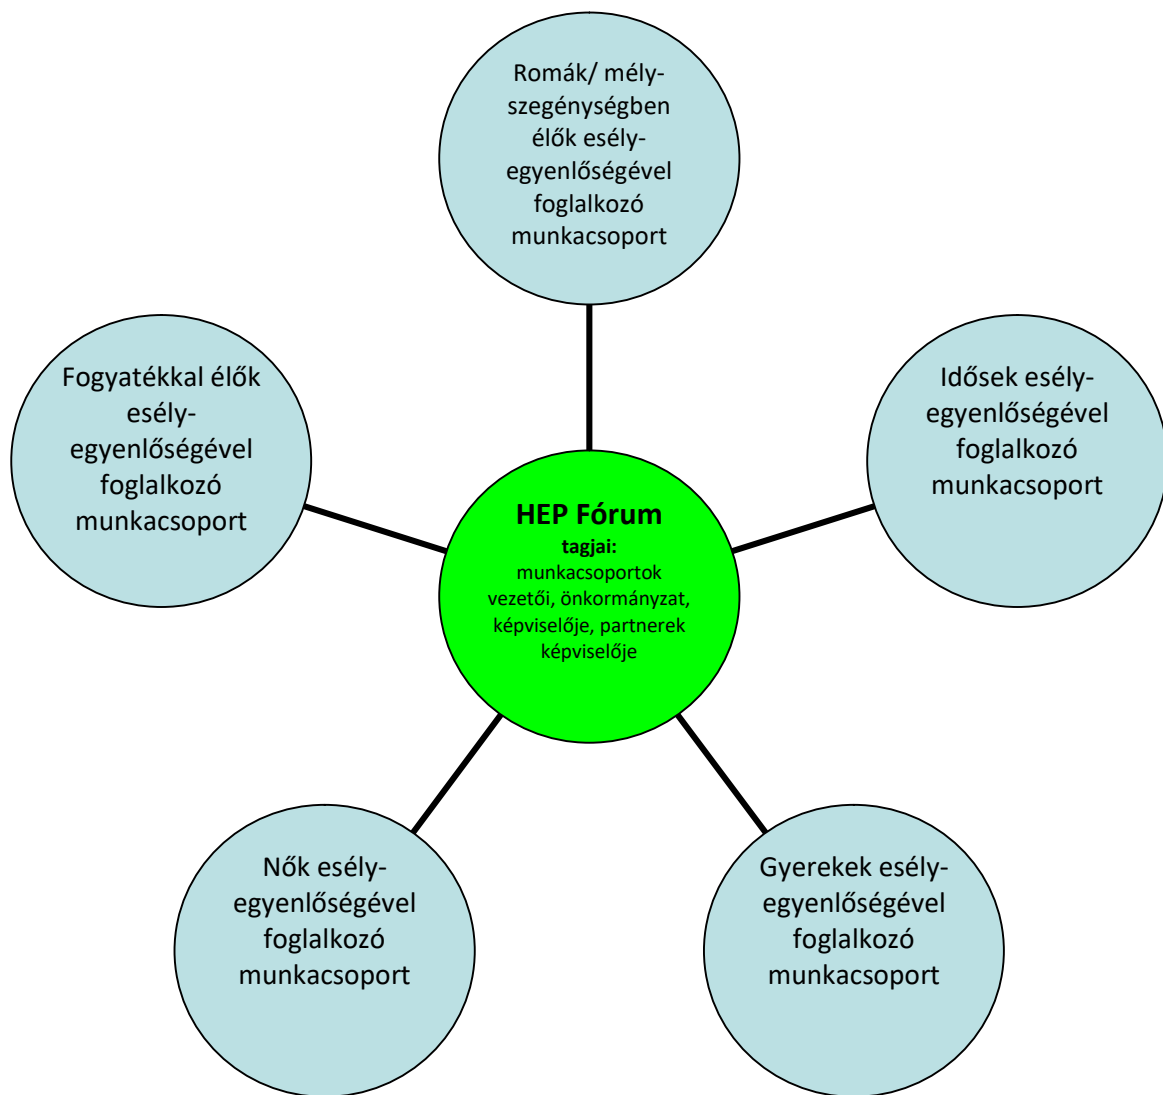 Romák/ mély-
szegénységben
élők esély-
egyenlőségével
foglalkozó
munkacsoport
Fogyatékkal élők
esély-
egyenlőségével
foglalkozó
munkacsoport
Idősek esély-
egyenlőségével
foglalkozó
munkacsoport
HEP Fórum
tagjai:
munkacsoportok
vezetői, önkormányzat,
képviselője, partnerek
képviselője
Nők esély-
egyenlőségével
foglalkozó
munkacsoport
Gyerekek esély-
egyenlőségével
foglalkozó
munkacsoport